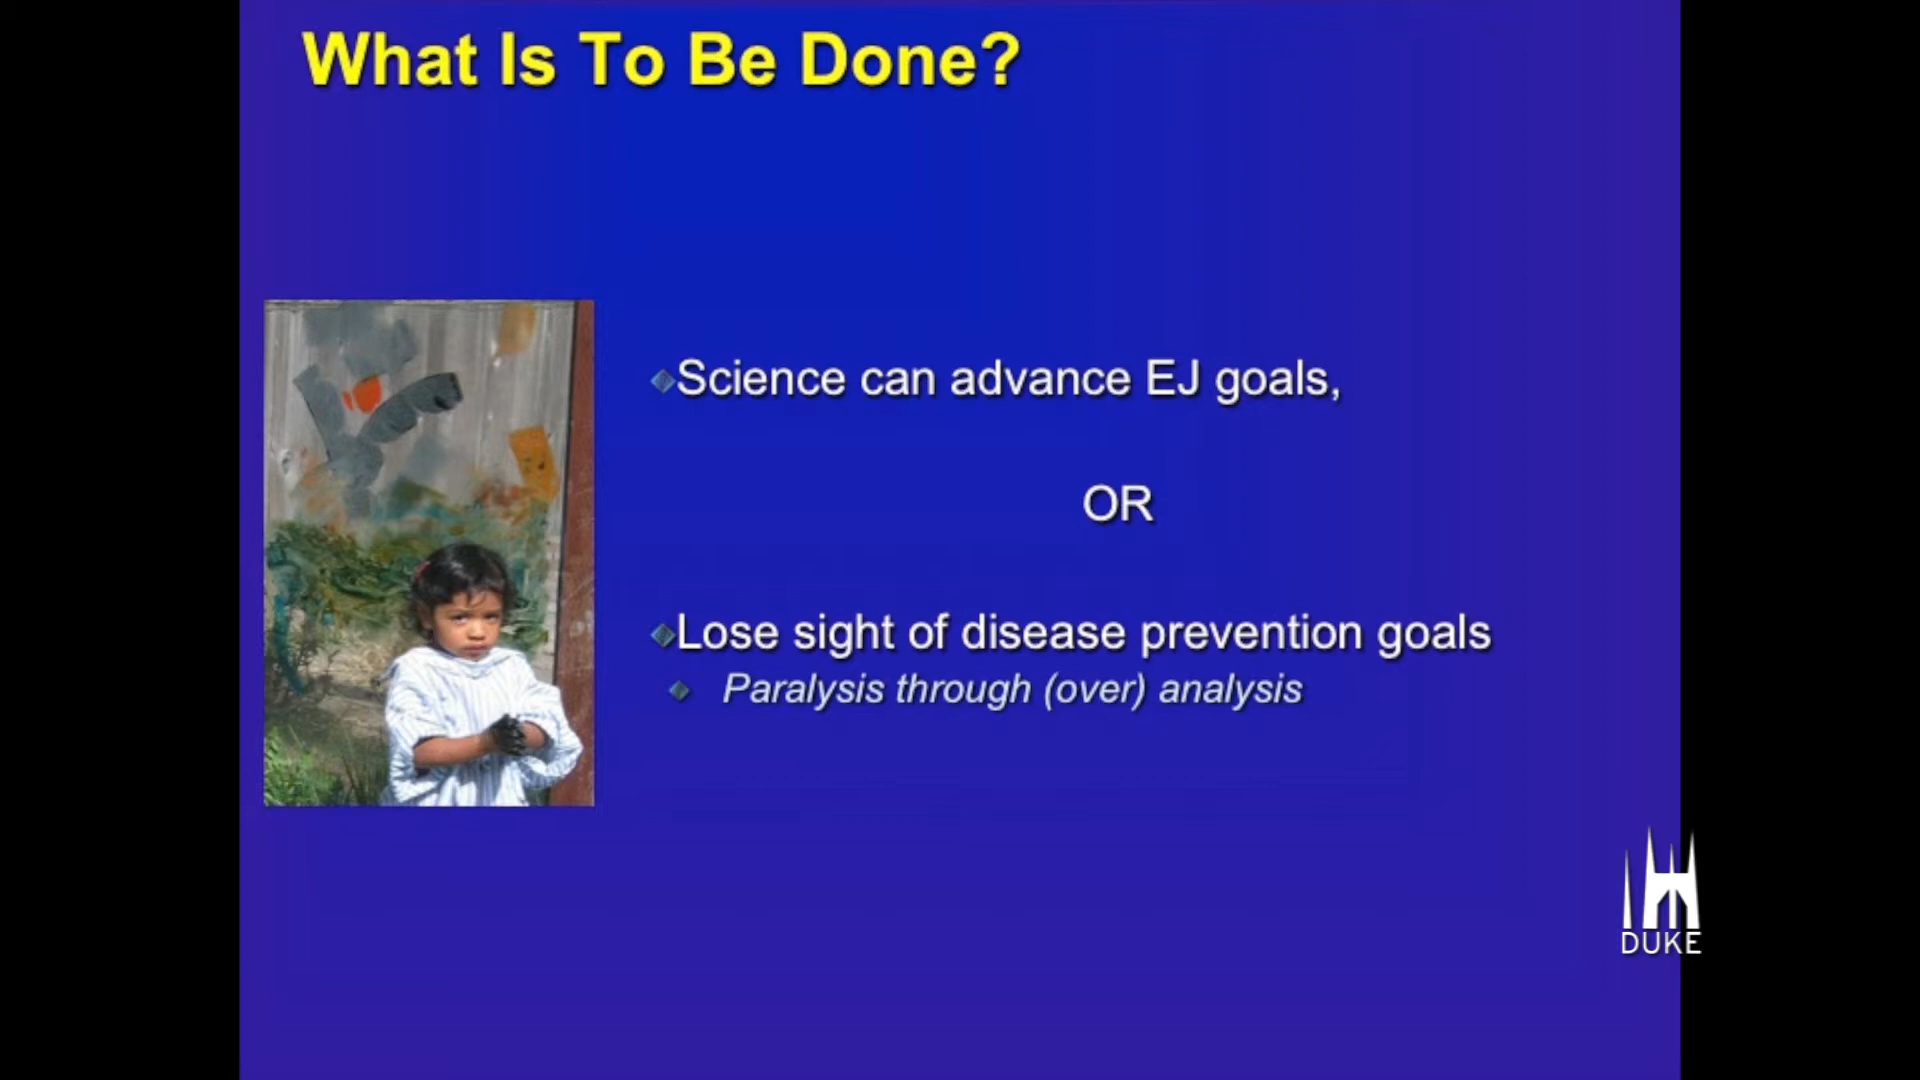 What Is To Be Done?
Science can advance EJ goals,
OR
Lose sight of disease prevention goals
Paralysis through (over) analysis
DUKE